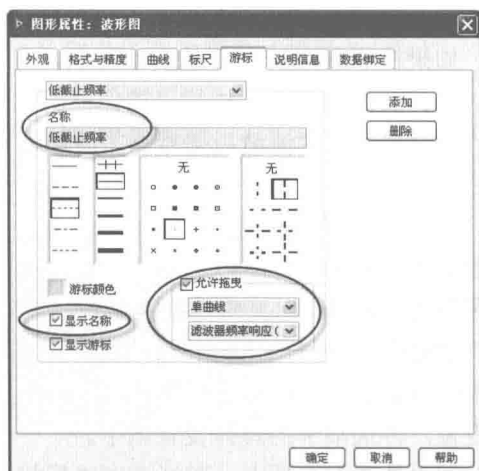 图形属性：波形图
外观 格式与精度 曲线 标尺 游标 说明信息 数据绑定
低截止频率
添加
名称
删除
低截止频率
无 无
游标颜色
允许拖曳
单曲线
显示名称
滤波器频率响应(
显示游标
确定 取消 帮助